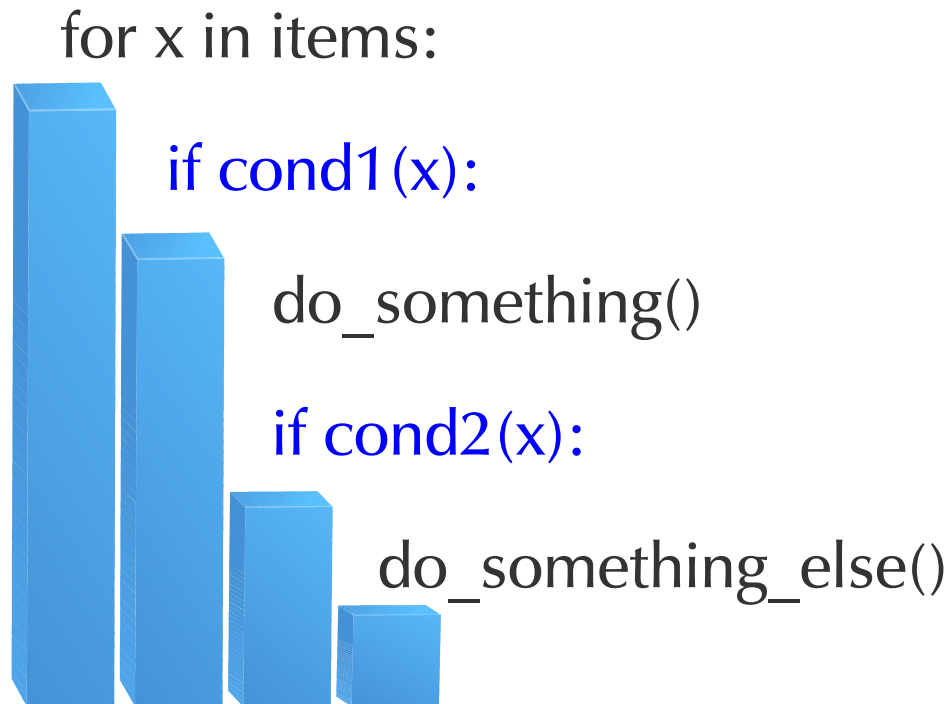 for x in items:
if cond1(x):
do_something()
if cond2(x):
do_something_else()